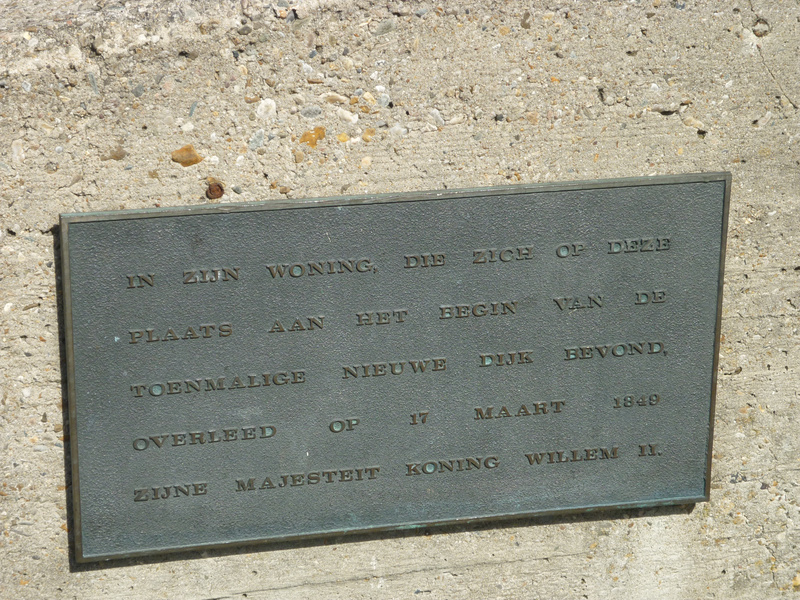 IN ZIJN WONING, DIE ZICH OP DEZE
PLAATS AAN HET BEGIN VAN DE
TOENMALIGE NIEUWE DIJK BEVOND,
OVERLEED OP 17 MAART 1849
ZIJNE MAJESTEIT KONING WILLEM II.